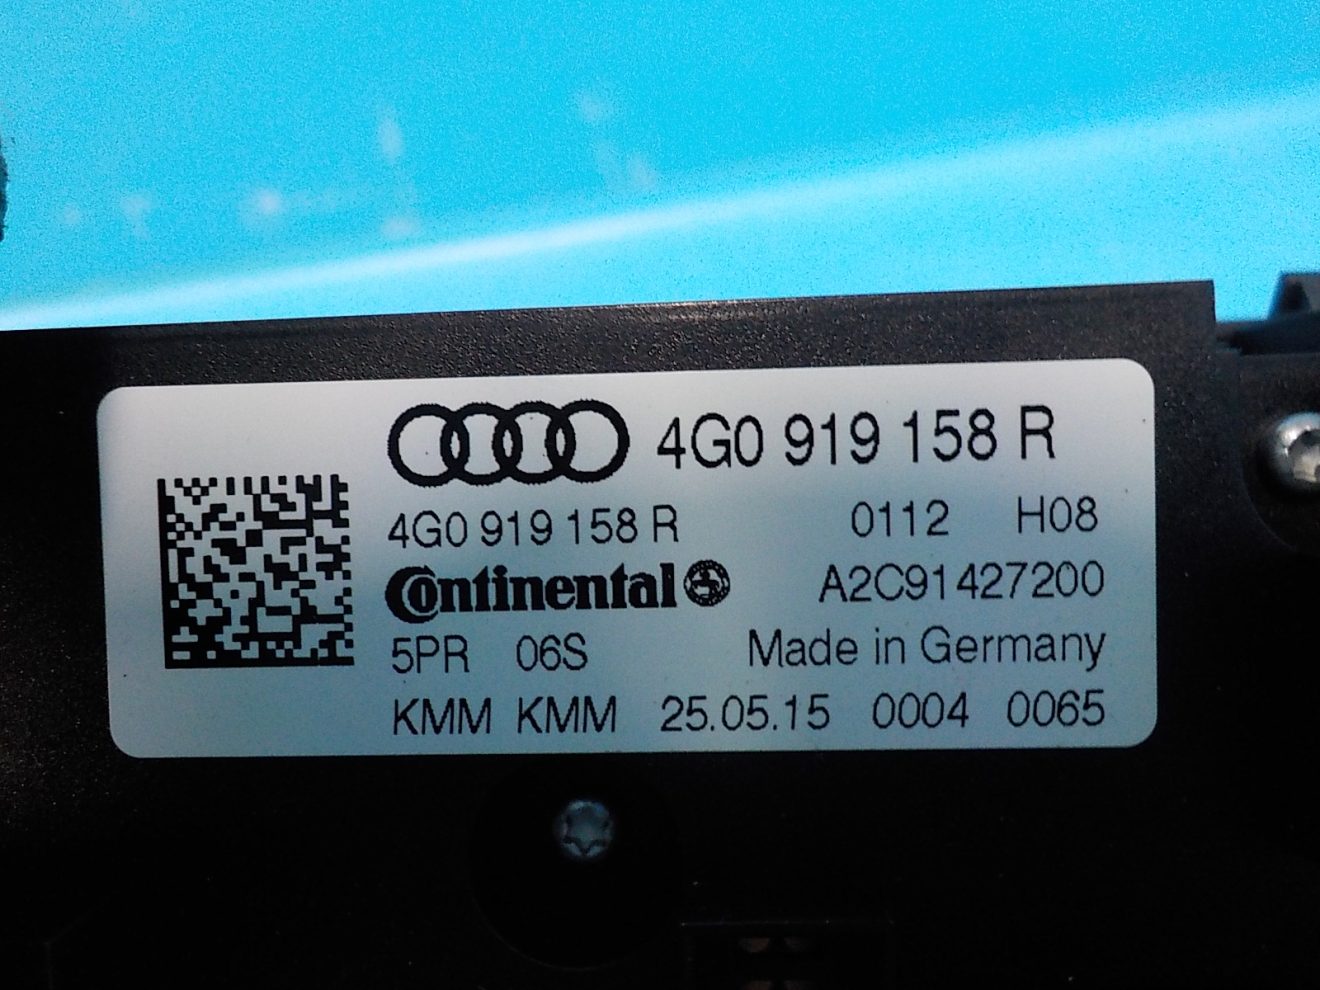 4G0 919 158 R
4G0 919 158 R 0112 H08
Continental A2C91427200
5PR 06S Made in Germany
KMM KMM 25.05.15 0004 0065